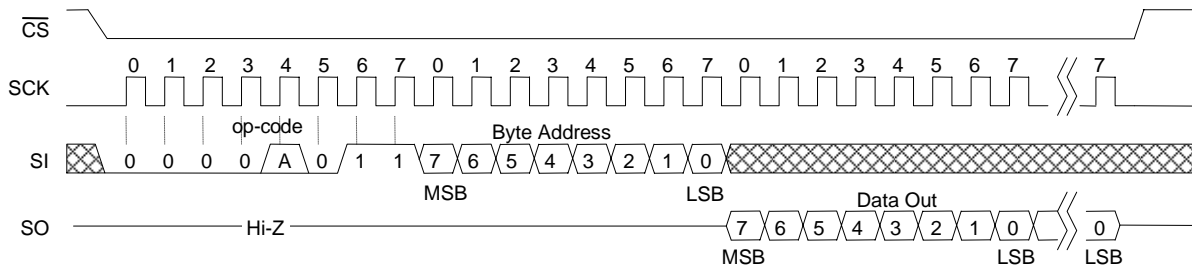 CS
0 1 2 3 4 5 6 7 0 1 2 3 4 5 6 7 0 1 2 3 4 5 6 7 7
SCK
op-code Byte Address
SI 0 0 0 0 A 0 1 1 7 6 5 4 3 2 1 0
MSB LSB
Data Out
SO Hi-Z 7 6 5 4 3 2 1 0 0
MSB LSB LSB